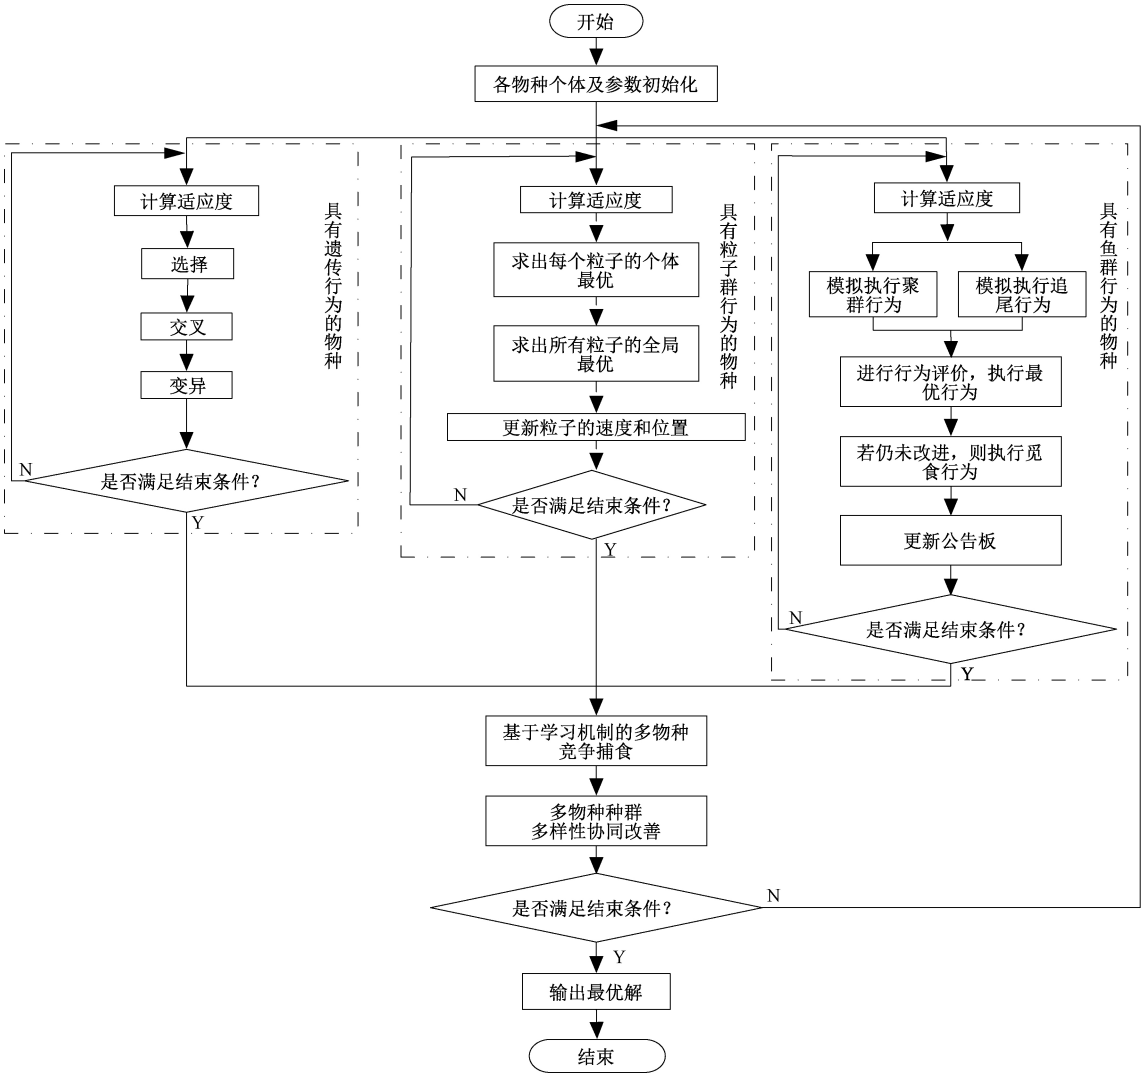 开始
各物种个体及参数初始化
计算适应度
选择
交叉
变异
是否满足结束条件？
N
Y
具有遗传行为的物种
计算适应度
求出每个粒子的个体
最优
求出所有粒子的全局
最优
更新粒子的速度和位置
是否满足结束条件？
N
Y
具有粒子群行为的物种
计算适应度
模拟执行聚
群行为
模拟执行追
尾行为
进行行为评价，执行最
优行为
若仍未改进，则执行觅
食行为
更新公告板
是否满足结束条件？
N
Y
具有鱼群行为的物种
基于学习机制的多物种
竞争捕食
多物种种群
多样性协同改善
是否满足结束条件？
N
Y
输出最优解
结束